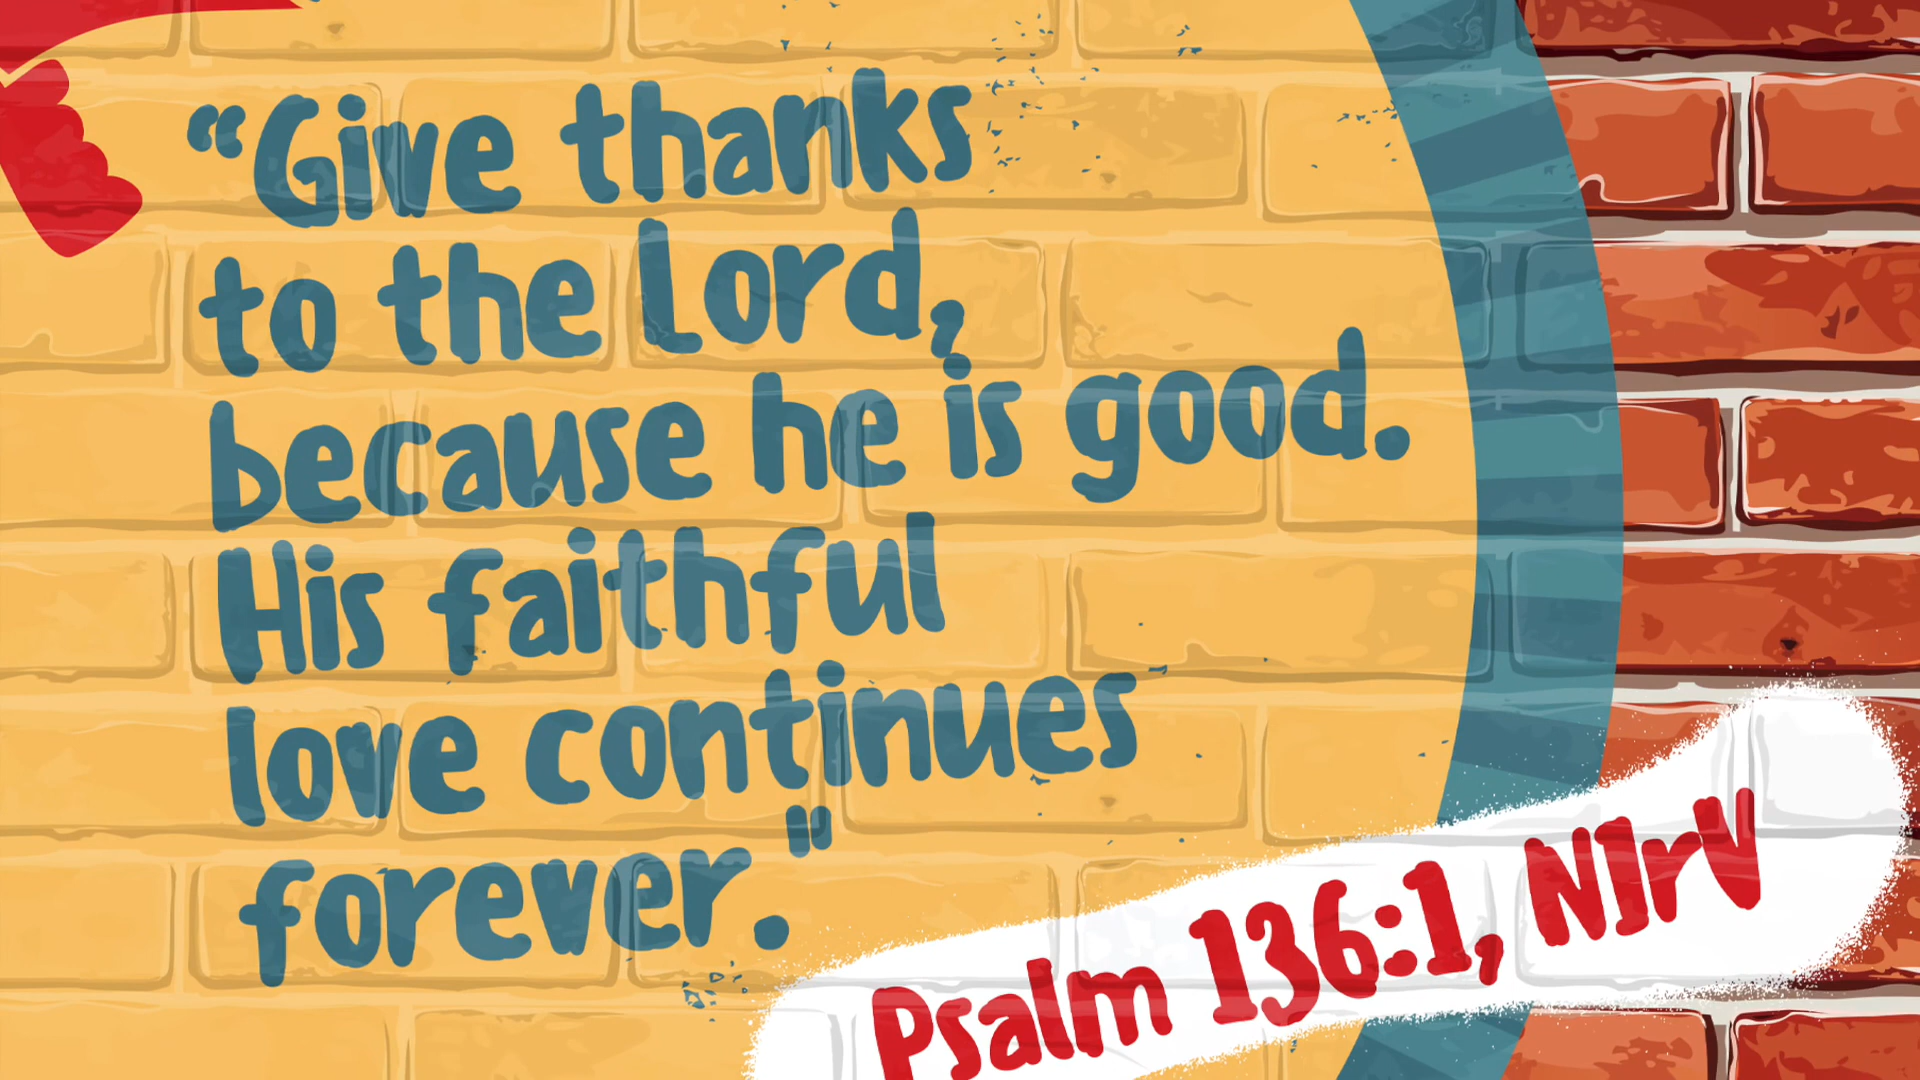 “Give thanks
to the Lord,
because he is good.
His faithful
love continues
forever."
Psalm 136:1, NIrV